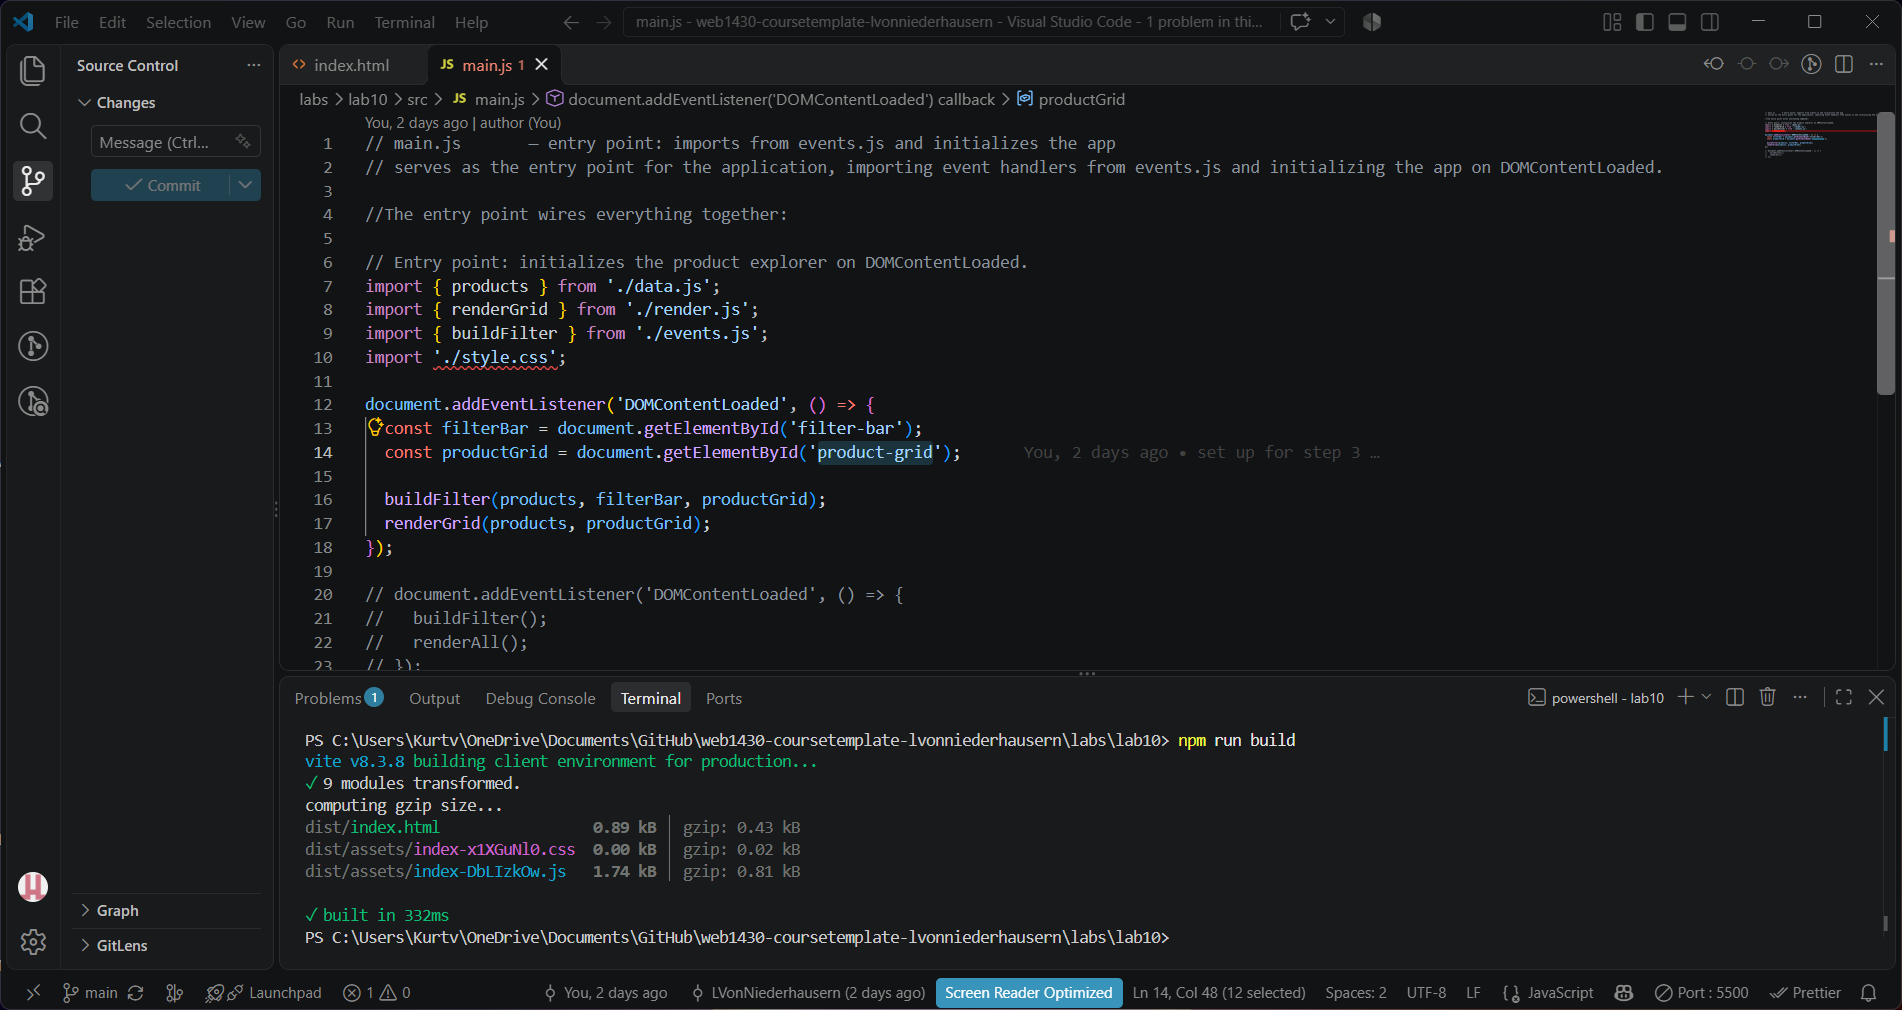 File Edit Selection View Go Run Terminal Help
main.js - web1430-coursetemplate-lvonniederhausern - Visual Studio Code - 1 problem in thi...
Source Control
Changes
Message (Ctrl...
Commit
Graph
GitLens
index.html
JS main.js 1
labs > lab10 > src > JS main.js > document.addEventListener('DOMContentLoaded') callback > productGrid
You, 2 days ago | author (You)
1 // main.js       — entry point: imports from events.js and initializes the app
2 // serves as the entry point for the application, importing event handlers from events.js and initializing the app on DOMContentLoaded.
3
4 //The entry point wires everything together:
5
6 // Entry point: initializes the product explorer on DOMContentLoaded.
7 import { products } from './data.js';
8 import { renderGrid } from './render.js';
9 import { buildFilter } from './events.js';
10 import './style.css';
11
12 document.addEventListener('DOMContentLoaded', () => {
13 const filterBar = document.getElementById('filter-bar');
14 const productGrid = document.getElementById('product-grid'); You, 2 days ago • set up for step 3 …
15
16 buildFilter(products, filterBar, productGrid);
17 renderGrid(products, productGrid);
18 });
19
20 // document.addEventListener('DOMContentLoaded', () => {
21 //   buildFilter();
22 //   renderAll();
23 // });
Problems 1 Output Debug Console Terminal Ports
powershell - lab10
PS C:\Users\Kurtv\OneDrive\Documents\GitHub\web1430-coursetemplate-lvonniederhausern\labs\lab10> npm run build
vite v8.3.8 building client environment for production...
✓ 9 modules transformed.
computing gzip size...
dist/index.html 0.89 kB │ gzip: 0.43 kB
dist/assets/index-x1XGuNl0.css 0.00 kB │ gzip: 0.02 kB
dist/assets/index-DbLIzkOw.js 1.74 kB │ gzip: 0.81 kB
✓ built in 332ms
PS C:\Users\Kurtv\OneDrive\Documents\GitHub\web1430-coursetemplate-lvonniederhausern\labs\lab10>
main Launchpad 1 0 You, 2 days ago LVonNiederhausern (2 days ago) Screen Reader Optimized Ln 14, Col 48 (12 selected) Spaces: 2 UTF-8 LF JavaScript Port : 5500 Prettier